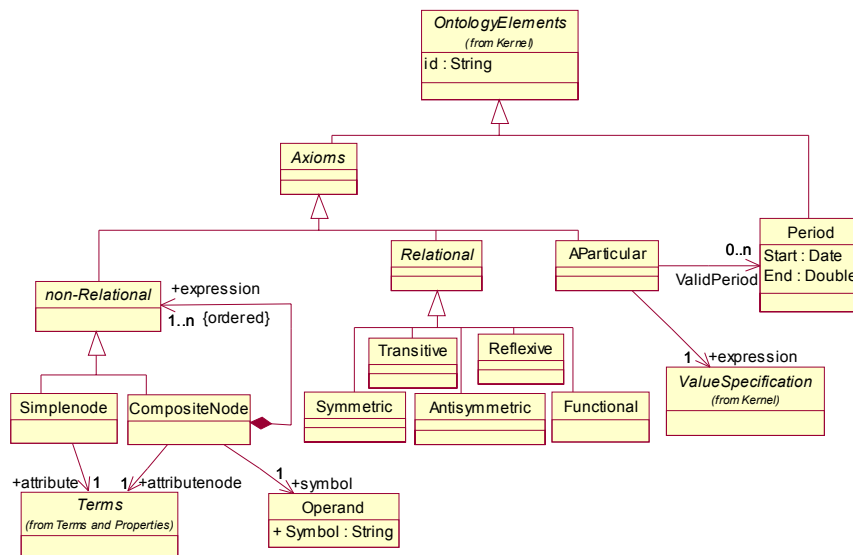 OntologyElements
(from Kernel)
id : String
Axioms
Period
Start : Date
End : Double
0..n
ValidPeriod
non-Relational
+expression
1..n {ordered}
Relational
AParticular
Transitive
Reflexive
Symmetric
Antisymmetric
Functional
1 +expression
ValueSpecification
(from Kernel)
Simplenode
CompositeNode
+attribute 1
1 +attributenode
1
+symbol
Terms
(from Terms and Properties)
Operand
+ Symbol : String